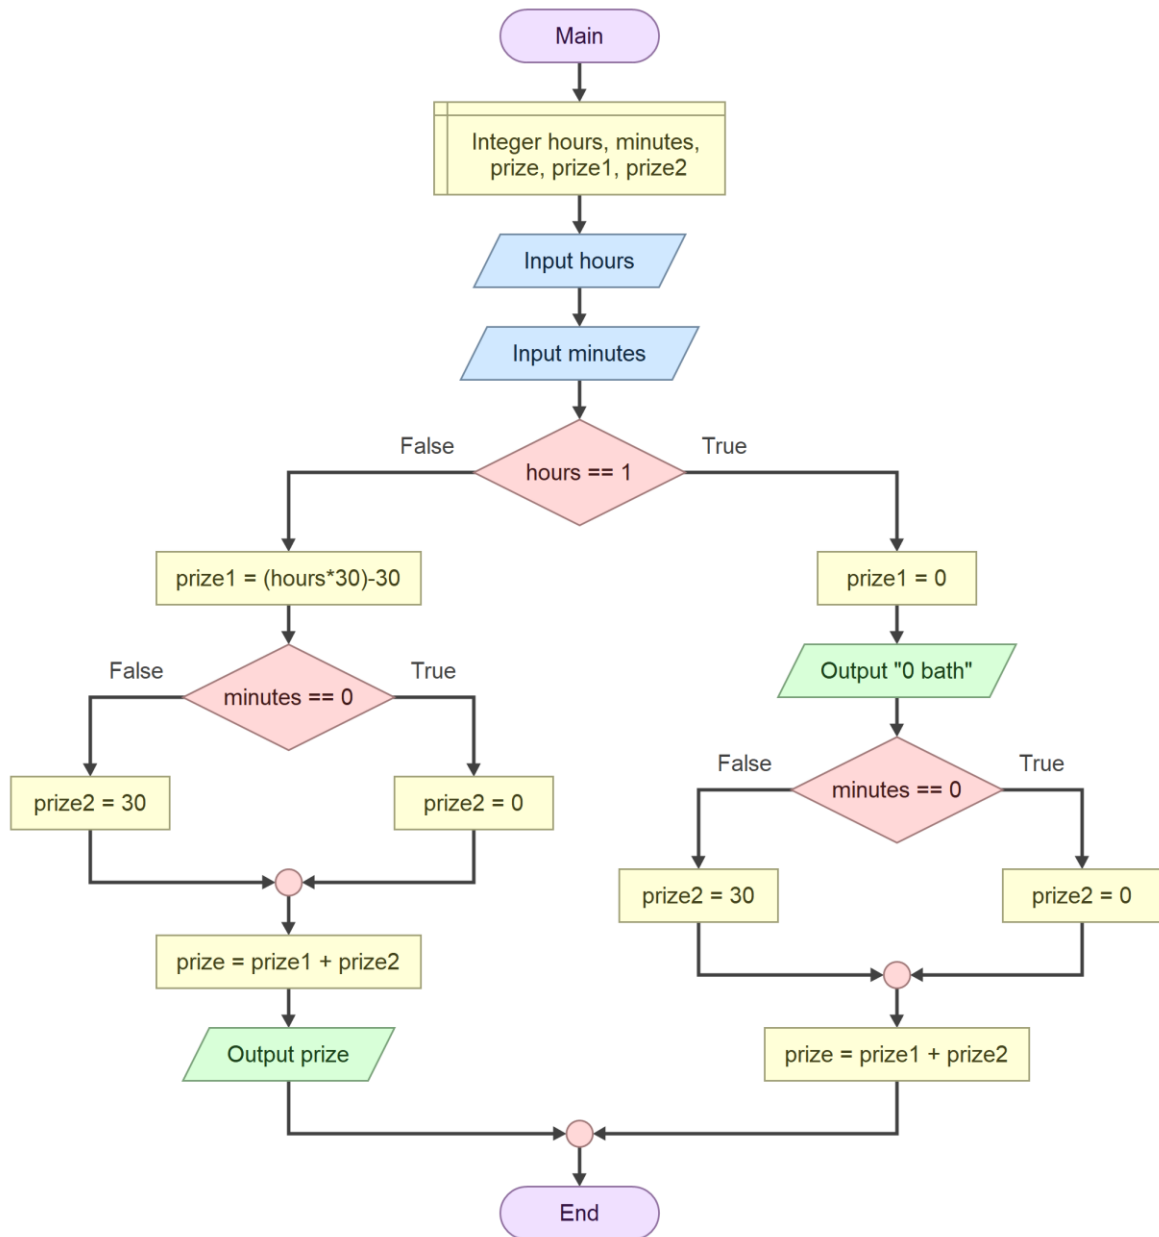 Main
Integer hours, minutes,
prize, prize1, prize2
Input hours
Input minutes
False
True
hours == 1
prize1 = (hours*30)-30
False
True
minutes == 0
prize2 = 30
prize2 = 0
prize = prize1 + prize2
Output prize
prize1 = 0
Output "0 bath"
False
True
minutes == 0
prize2 = 30
prize2 = 0
prize = prize1 + prize2
End